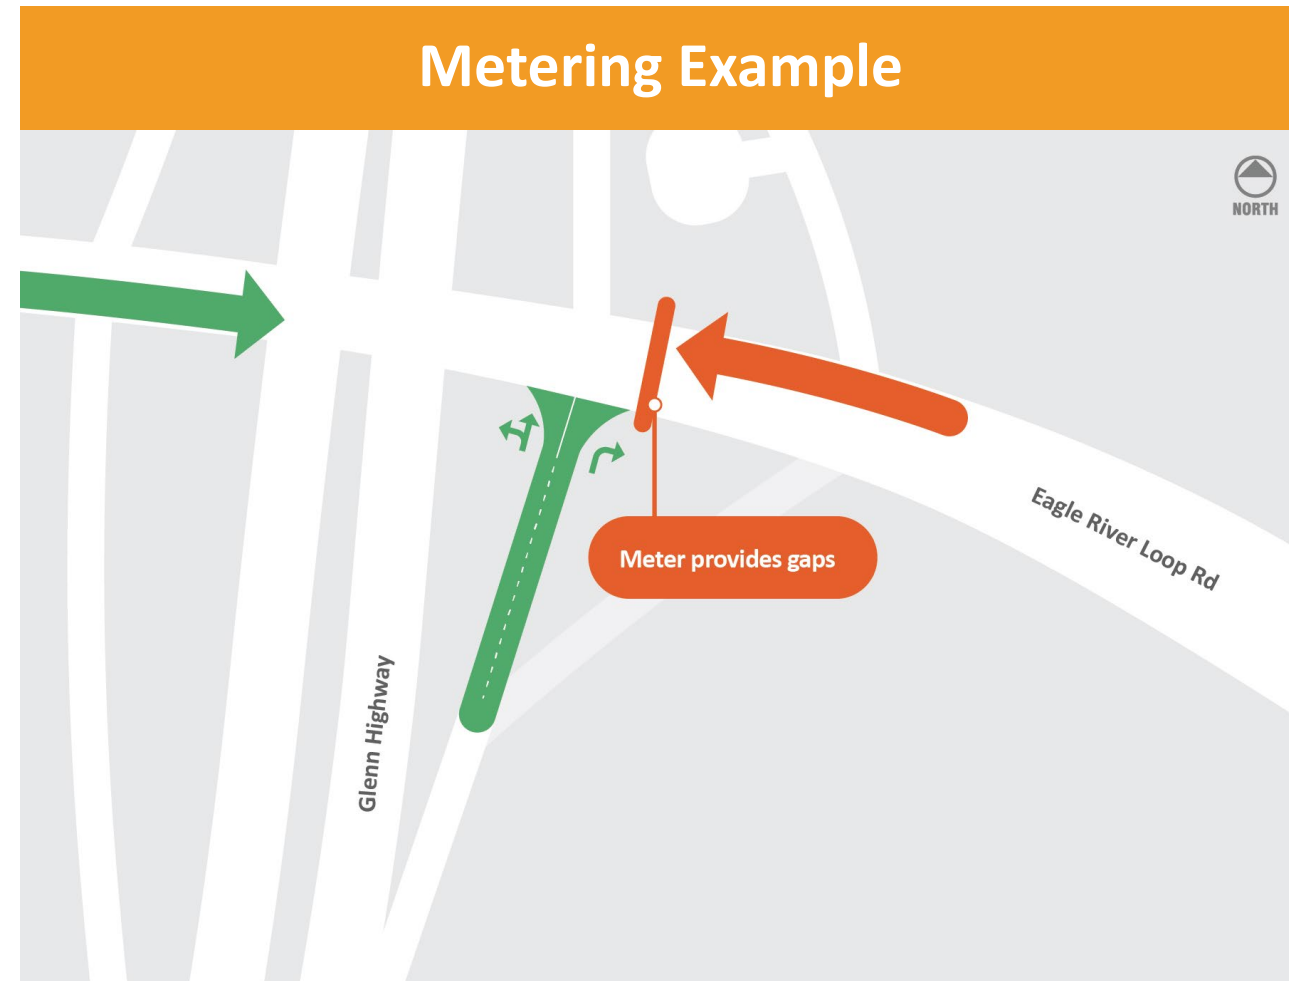 Metering Example
NORTH
Eagle River Loop Rd
Meter provides gaps
Glenn Highway